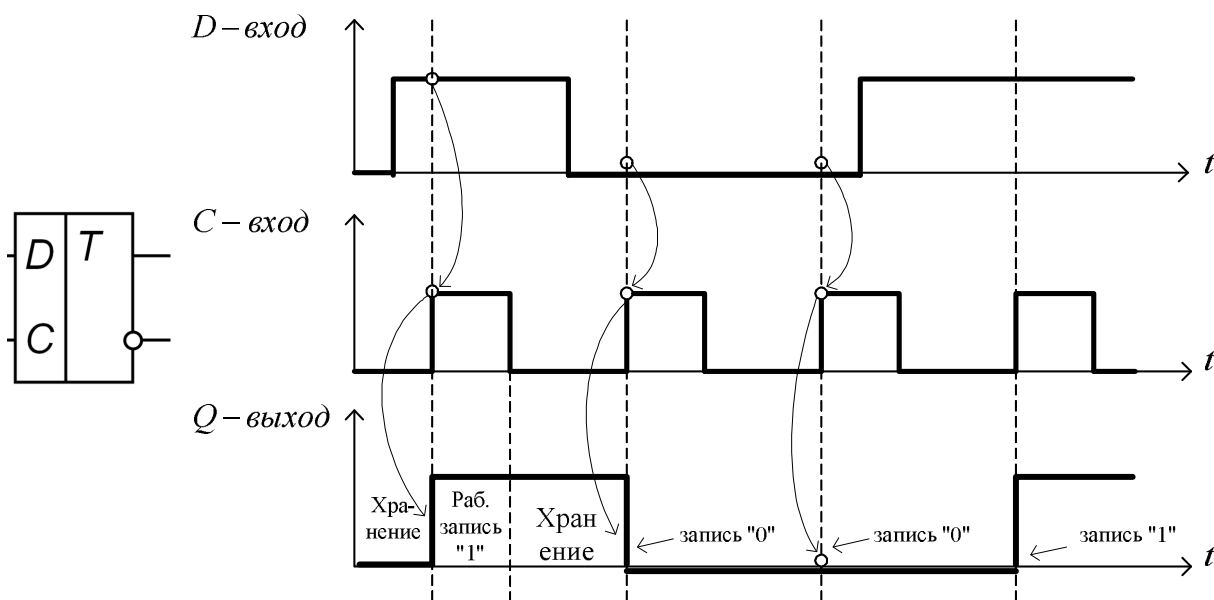 D – вход
t
D T
C
C – вход
t
Q – выход
Хра-
нение
Раб.
запись
"1"
Хран
ение
запись "0"
запись "0"
запись "1"
t